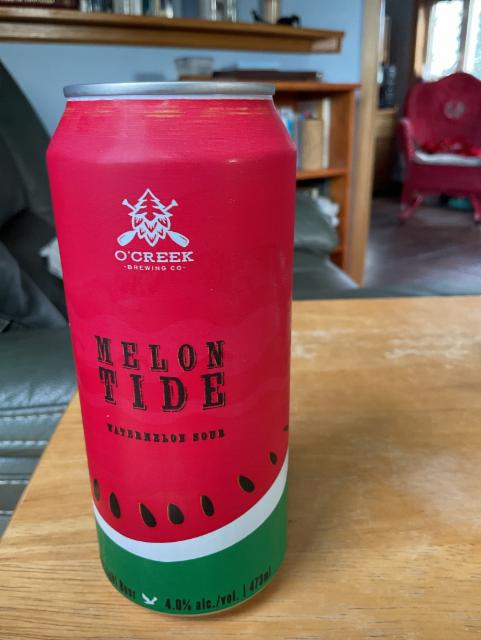 O'CREEK
-BREWING CO-
MELON
TIDE
WATERMELON SOUR
4.0% alc./vol. | 473ml